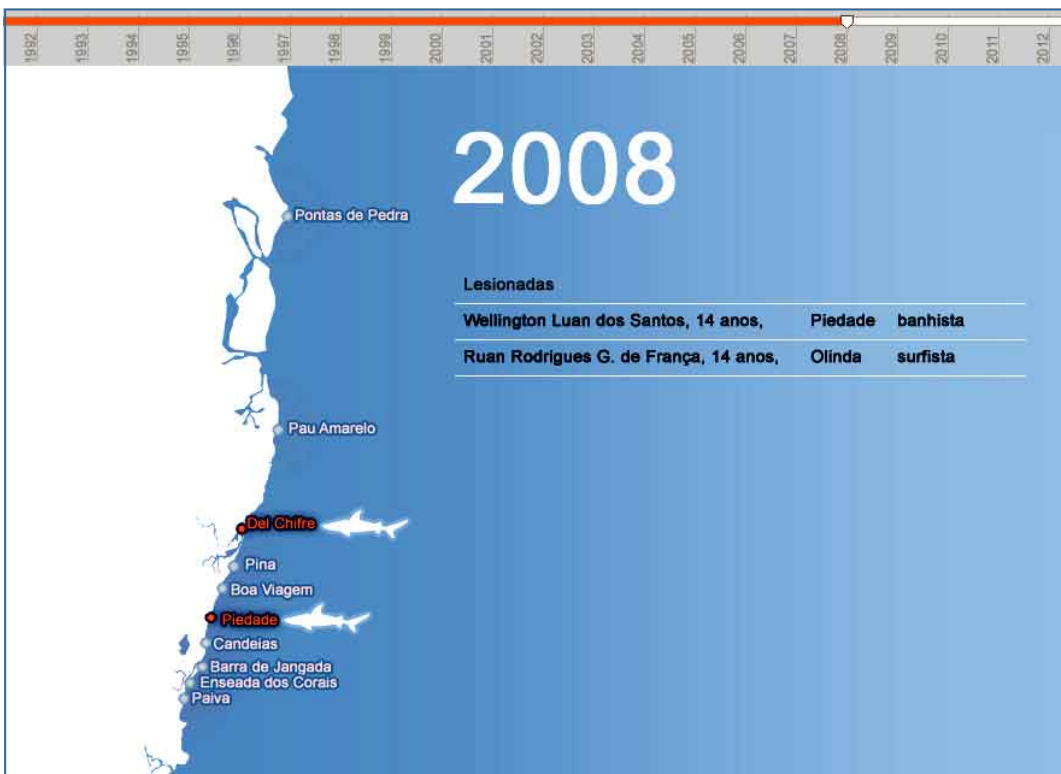 1992 1993 1994 1995 1996 1997 1998 1999 2000 2001 2002 2003 2004 2005 2006 2007 2008 2009 2010 2011 2012
2008
Pontas de Pedra
Lesionadas
Wellington Luan dos Santos, 14 anos, Piedade banhista
Ruan Rodrigues G. de França, 14 anos, Olinda surfista
Pau Amarelo
Del Chifre
Pina
Boa Viagem
Piedade
Candeias
Barra de Jangada
Enseada dos Corais
Paiva